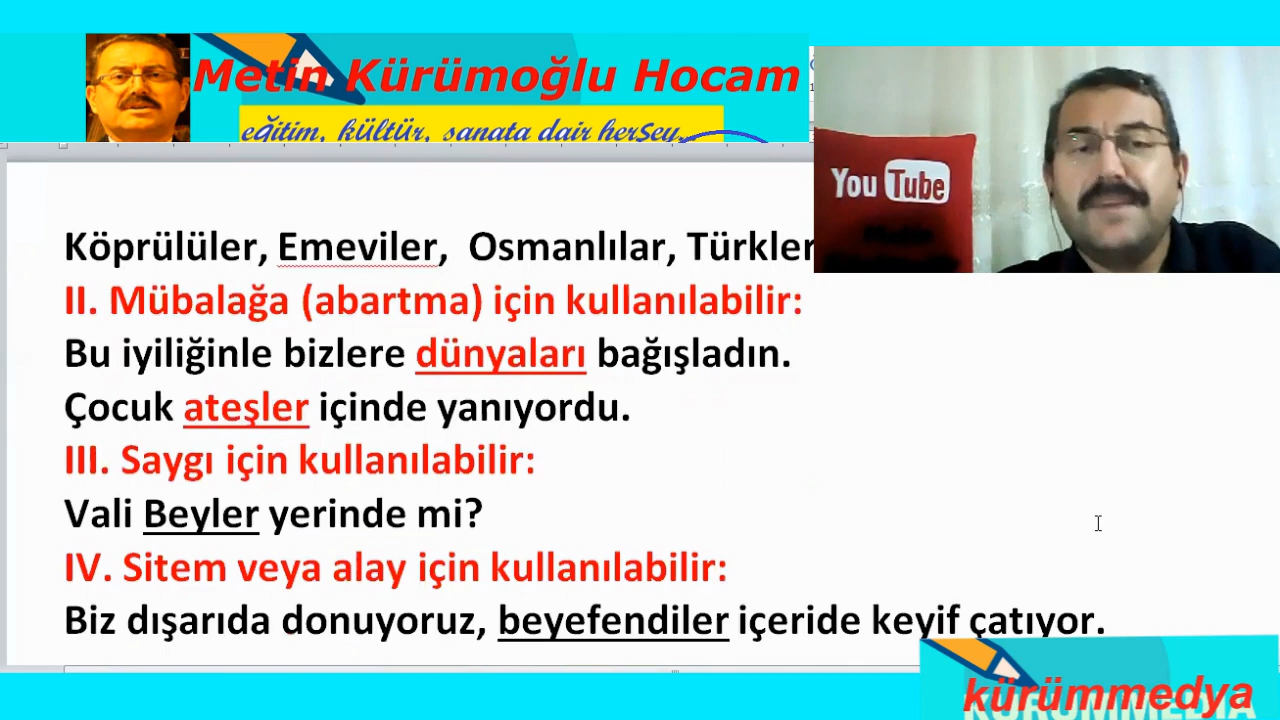 Metin Kürümoğlu Hocam
eğitim, kültür, sanata dair herşey..
You Tube
Köprülüler, Emeviler, Osmanlılar, Türkler
II. Mübalağa (abartma) için kullanılabilir:
Bu iyiliğinle bizlere dünyaları bağışladın.
Çocuk ateşler içinde yanıyordu.
III. Saygı için kullanılabilir:
Vali Beyler yerinde mi?
IV. Sitem veya alay için kullanılabilir:
Biz dışarıda donuyoruz, beyefendiler içeride keyif çatıyor.
kürümmedya